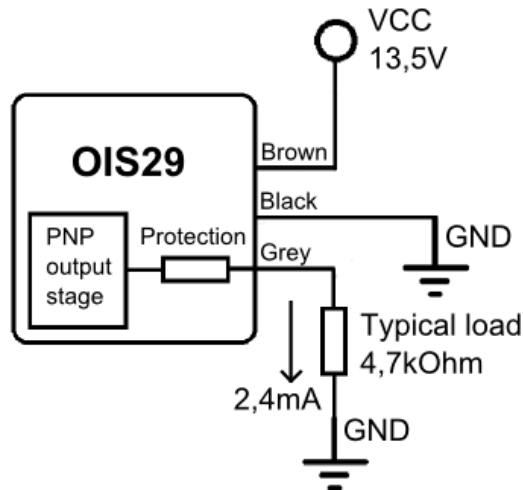 VCC
13,5V
OIS29
Brown
Black
PNP
output
stage
Protection
Grey
GND
Typical load
4,7kOhm
2,4mA
GND